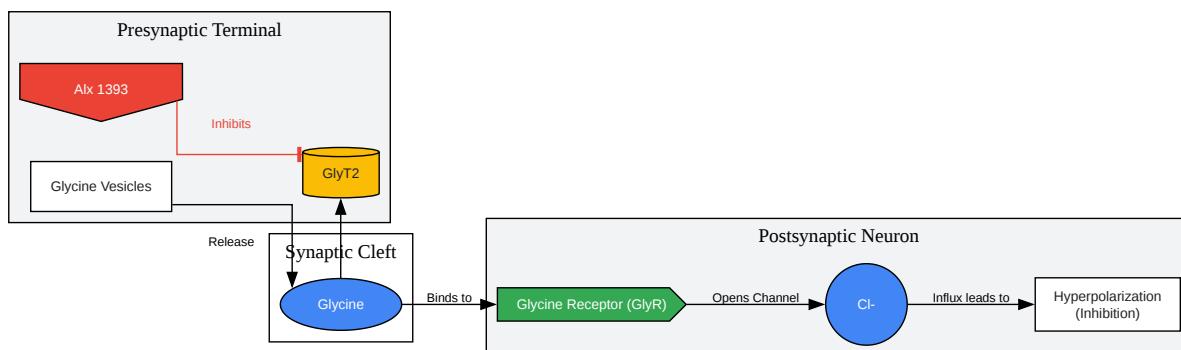 Presynaptic Terminal
Alx 1393
Inhibits
GlyT2
Glycine Vesicles
Release
Synaptic Cleft
Glycine
Binds to
Postsynaptic Neuron
Glycine Receptor (GlyR)
Opens Channel
Cl-
Influx leads to
Hyperpolarization
(Inhibition)